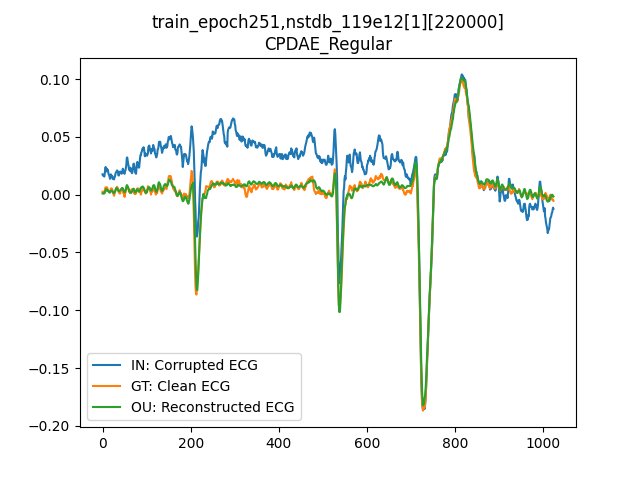 train_epoch251,nstdb_119e12[1][220000]
CPDAE_Regular
0.10
0.05
0.00
−0.05
−0.10
−0.15
−0.20
IN: Corrupted ECG
GT: Clean ECG
OU: Reconstructed ECG
0 200 400 600 800 1000